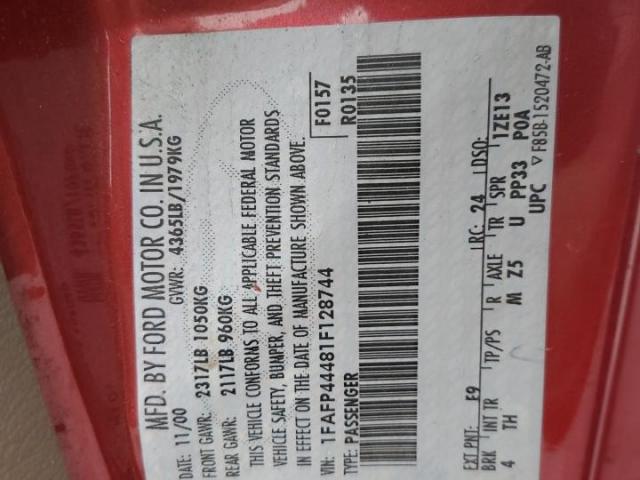 MFD. BY FORD MOTOR CO. IN U.S.A.
DATE: 11/00 GVWR: 4365LB/1979KG
FRONT GAWR: 2317LB 1050KG
REAR GAWR: 2117LB 960KG
THIS VEHICLE CONFORMS TO ALL APPLICABLE FEDERAL MOTOR
VEHICLE SAFETY, BUMPER, AND THEFT PREVENTION STANDARDS
IN EFFECT ON THE DATE OF MANUFACTURE SHOWN ABOVE.
VIN: 1FAFP44481F128744 F0157
TYPE: PASSENGER R0135
EXT PNT: E9 RC: 24 DSO:
BRK INT TR TP/PS R AXLE TR SPR 1ZE13
4 TH M Z5 U PP33 P0A
UPC ▽ F85B-1520472-AB